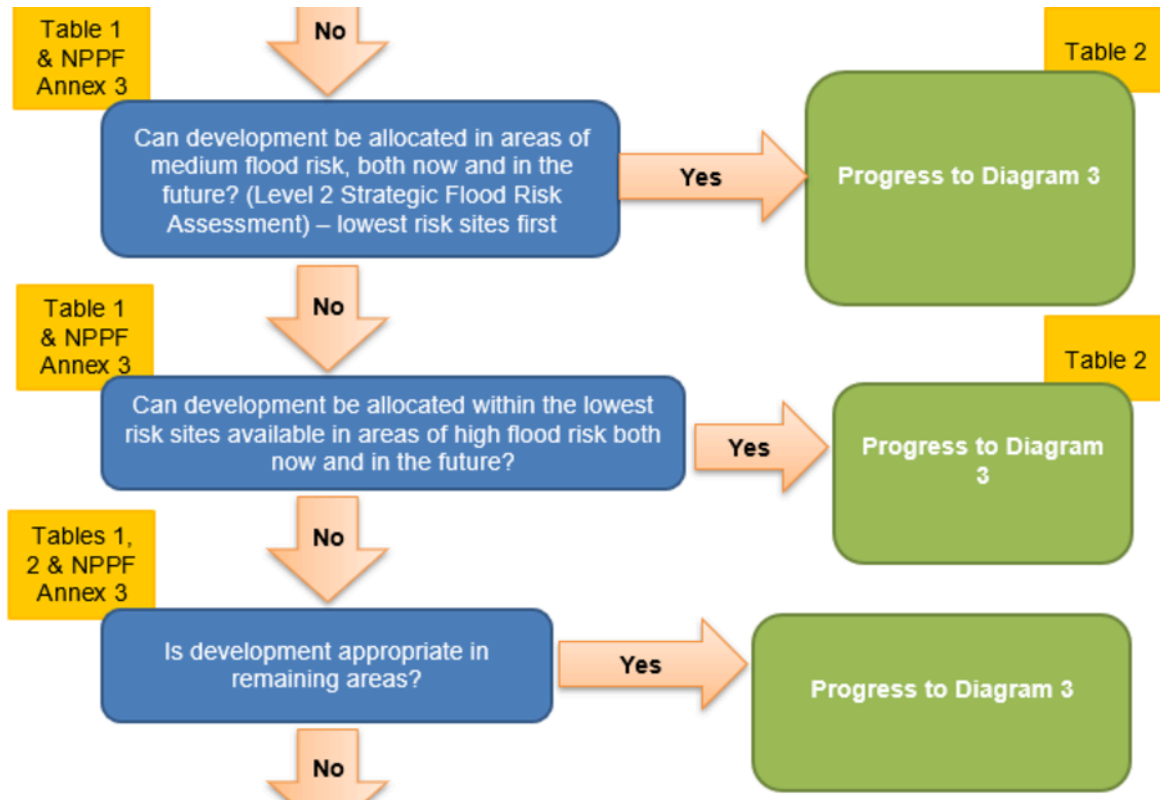 Table 1
& NPPF
Annex 3
No
Table 2
Can development be allocated in areas of
medium flood risk, both now and in the
future? (Level 2 Strategic Flood Risk
Assessment) – lowest risk sites first
Yes
Progress to Diagram 3
No
Table 1
& NPPF
Annex 3
Table 2
Can development be allocated within the lowest
risk sites available in areas of high flood risk both
now and in the future?
Yes
Progress to Diagram
3
No
Tables 1,
2 & NPPF
Annex 3
Is development appropriate in
remaining areas?
Yes
Progress to Diagram 3
No